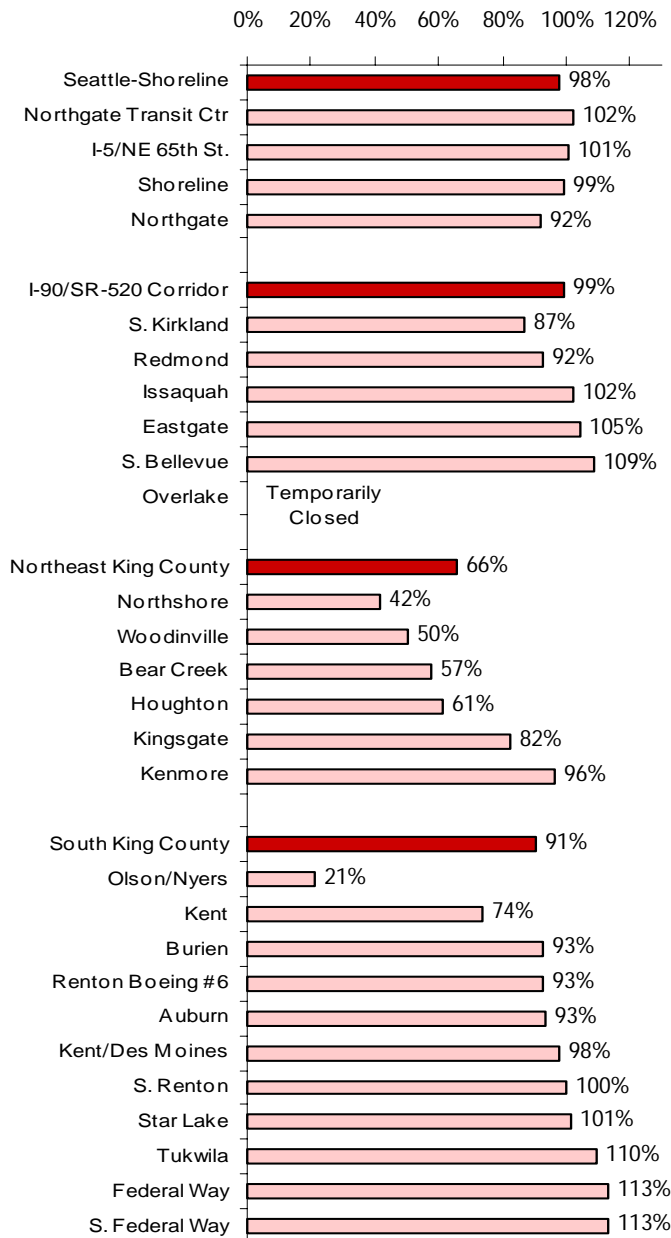 0% 20% 40% 60% 80% 100% 120%
Seattle-Shoreline 98%
Northgate Transit Ctr 102%
I-5/NE 65th St. 101%
Shoreline 99%
Northgate 92%
I-90/SR-520 Corridor 99%
S. Kirkland 87%
Redmond 92%
Issaquah 102%
Eastgate 105%
S. Bellevue 109%
Overlake Temporarily
Closed
Northeast King County 66%
Northshore 42%
Woodinville 50%
Bear Creek 57%
Houghton 61%
Kingsgate 82%
Kenmore 96%
South King County 91%
Olson/Nyers 21%
Kent 74%
Burien 93%
Renton Boeing #6 93%
Auburn 93%
Kent/Des Moines 98%
S. Renton 100%
Star Lake 101%
Tukwila 110%
Federal Way 113%
S. Federal Way 113%